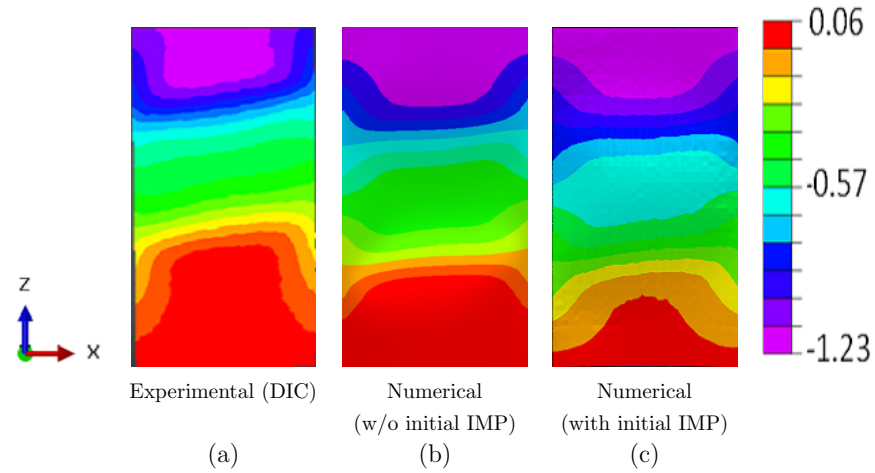 0.06
-0.57
-1.23
Z
X
Experimental (DIC)
Numerical
(w/o initial IMP)
Numerical
(with initial IMP)
(a)
(b)
(c)